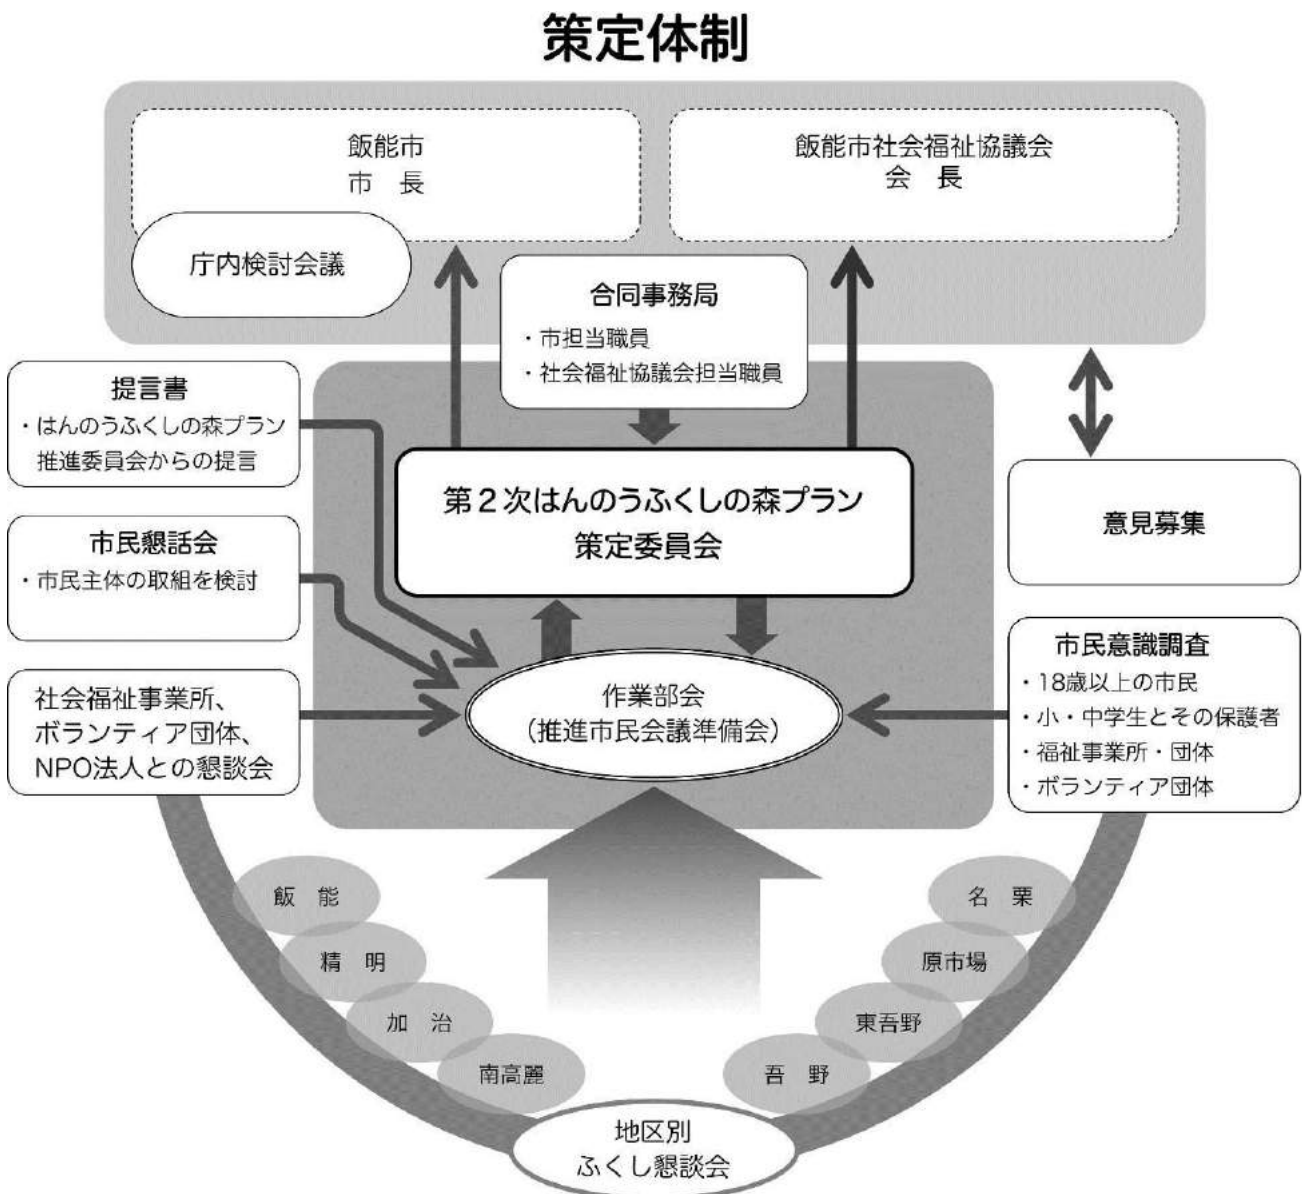 策定体制
飯能市
市　長
飯能市社会福祉協議会
会　長
庁内検討会議
合同事務局
・市担当職員
・社会福祉協議会担当職員
提言書
・はんのうふくしの森プラン
推進委員会からの提言
市民懇話会
・市民主体の取組を検討
社会福祉事業所、
ボランティア団体、
NPO法人との懇談会
第２次はんのうふくしの森プラン
策定委員会
意見募集
作業部会
（推進市民会議準備会）
市民意識調査
・18歳以上の市民
・小・中学生とその保護者
・福祉事業所・団体
・ボランティア団体
飯　能
精　明
加　治
南高麗
名　栗
原市場
東吾野
吾　野
地区別
ふくし懇談会